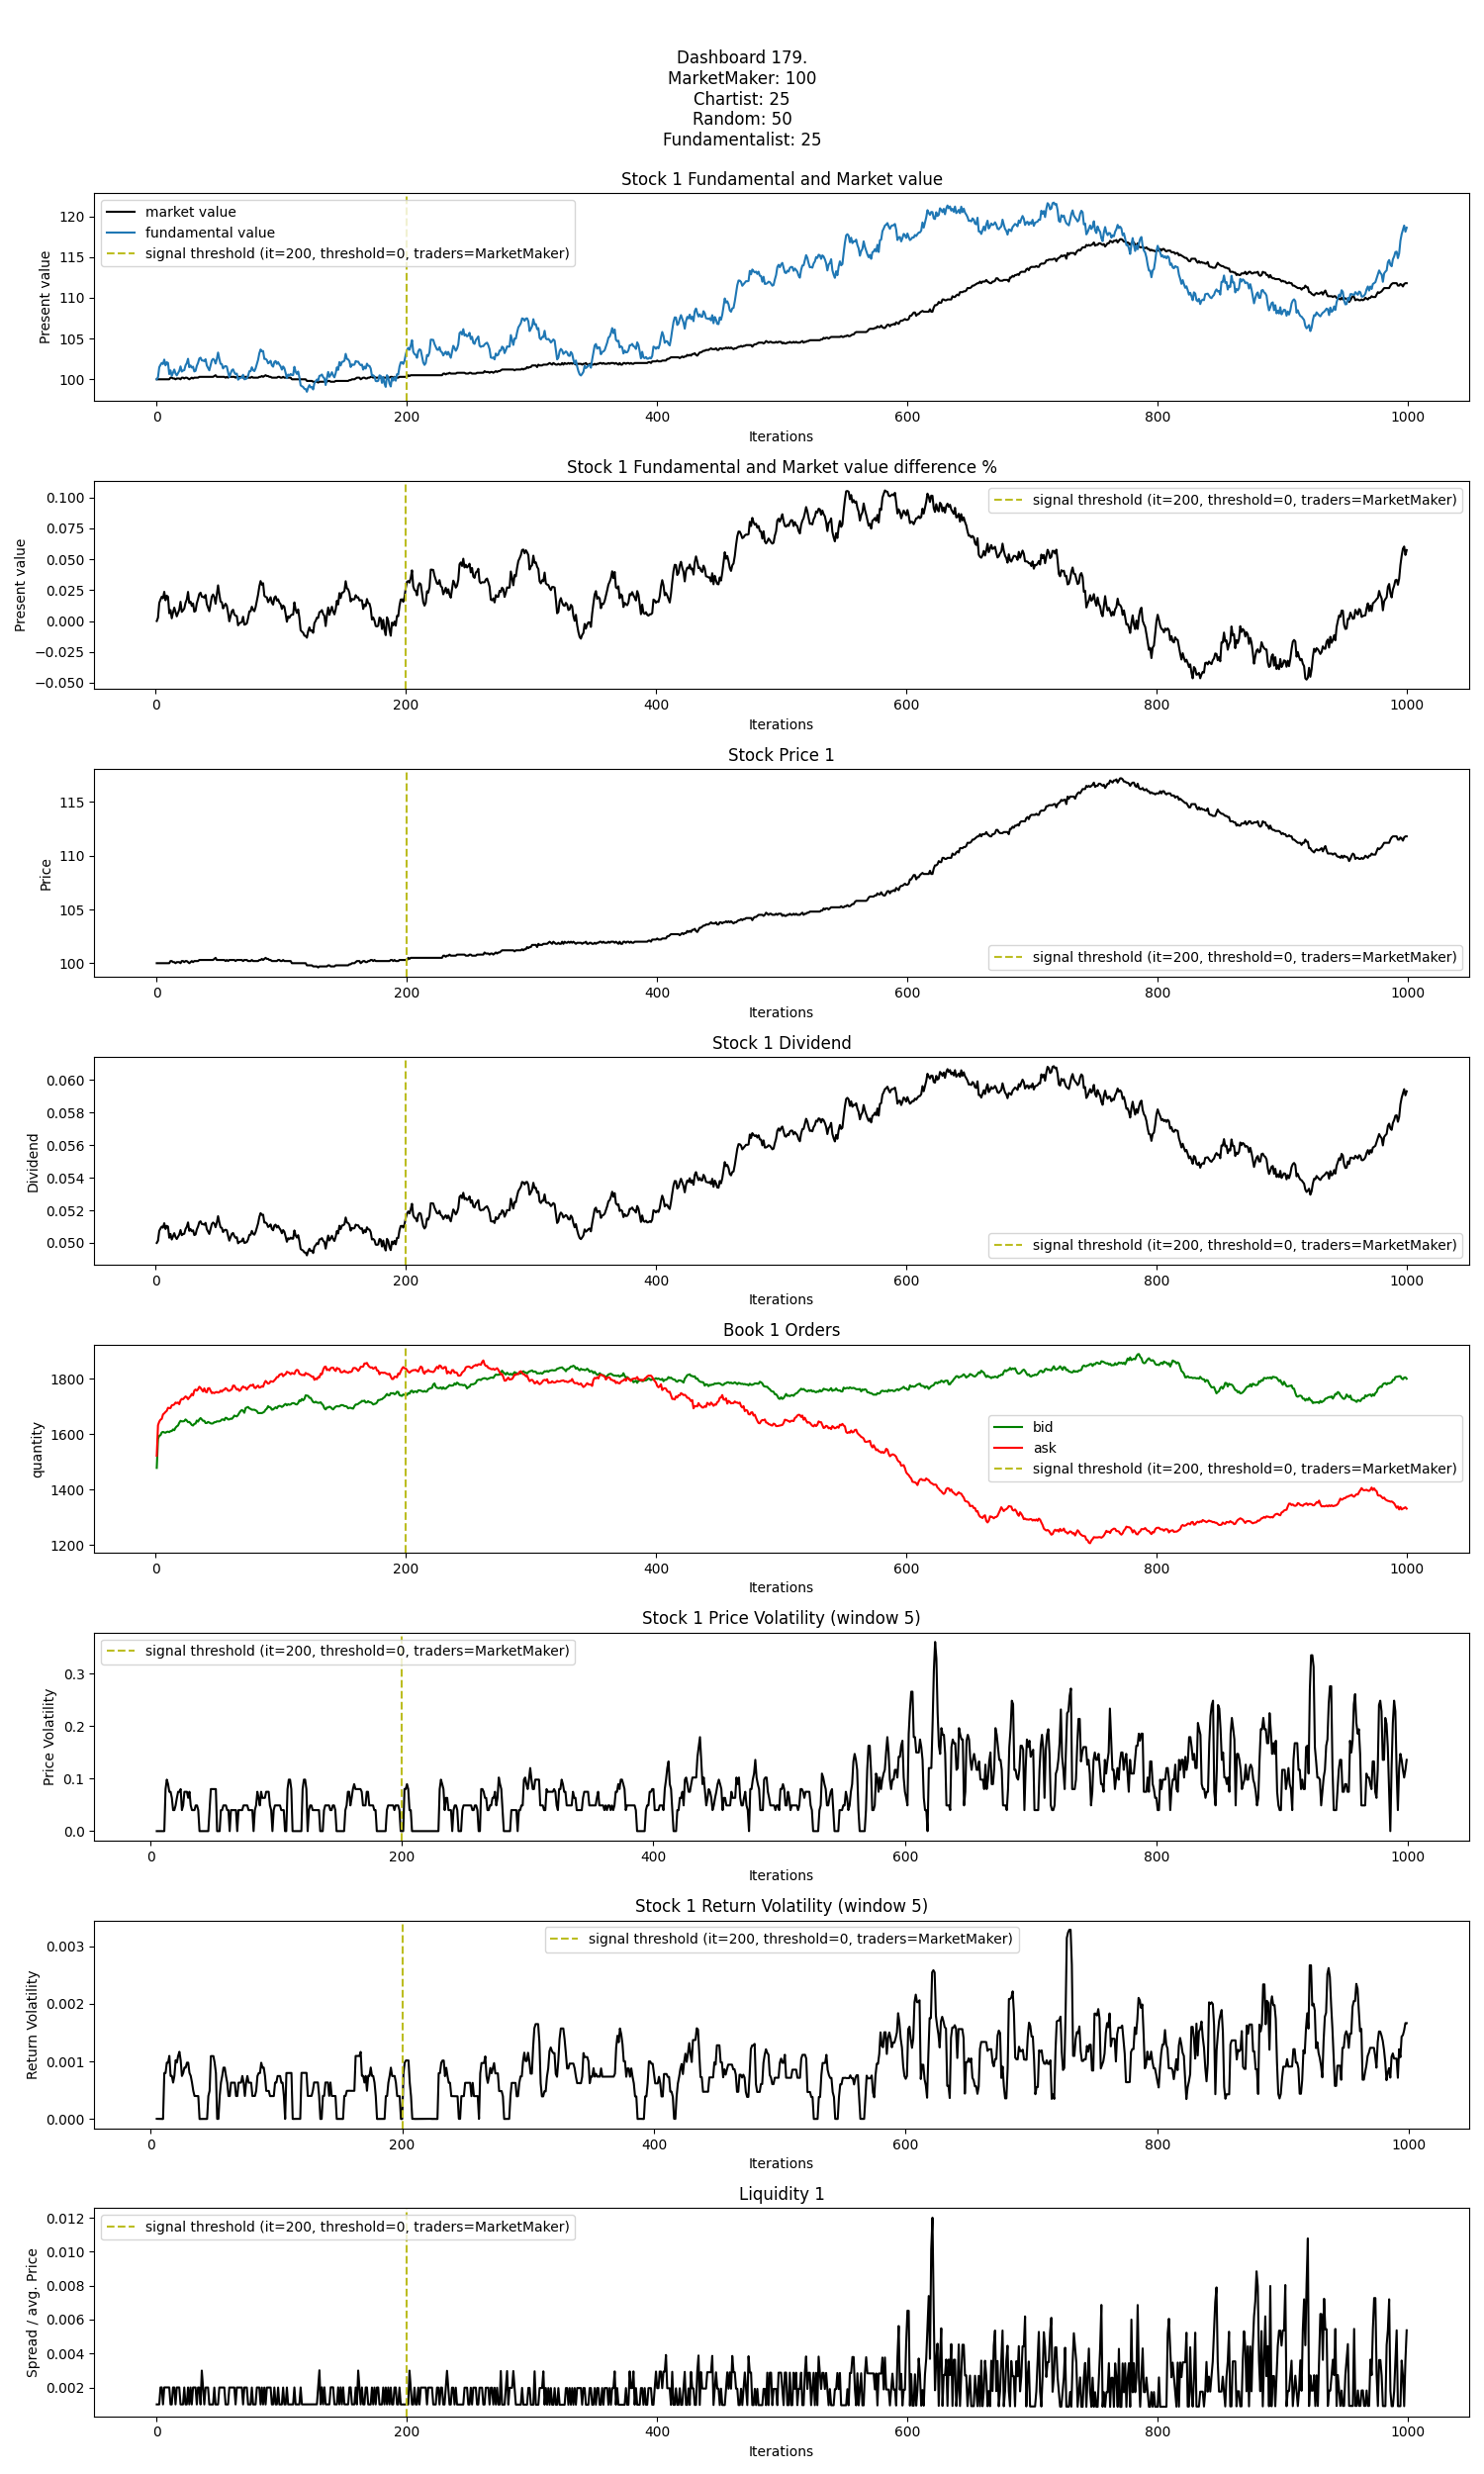 Dashboard 179.
MarketMaker: 100
Chartist: 25
Random: 50
Fundamentalist: 25
Stock 1 Fundamental and Market value
market value
fundamental value
signal threshold (it=200, threshold=0, traders=MarketMaker)
Present value
120
115
110
105
100
0 200 400 600 800 1000
Iterations
Stock 1 Fundamental and Market value difference %
signal threshold (it=200, threshold=0, traders=MarketMaker)
Present value
0.100
0.075
0.050
0.025
0.000
−0.025
−0.050
0 200 400 600 800 1000
Iterations
Stock Price 1
Price
115
110
105
100
signal threshold (it=200, threshold=0, traders=MarketMaker)
0 200 400 600 800 1000
Iterations
Stock 1 Dividend
Dividend
0.060
0.058
0.056
0.054
0.052
0.050
signal threshold (it=200, threshold=0, traders=MarketMaker)
0 200 400 600 800 1000
Iterations
Book 1 Orders
quantity
1800
1600
1400
1200
bid
ask
signal threshold (it=200, threshold=0, traders=MarketMaker)
0 200 400 600 800 1000
Iterations
Stock 1 Price Volatility (window 5)
signal threshold (it=200, threshold=0, traders=MarketMaker)
Price Volatility
0.3
0.2
0.1
0.0
0 200 400 600 800 1000
Iterations
Stock 1 Return Volatility (window 5)
signal threshold (it=200, threshold=0, traders=MarketMaker)
Return Volatility
0.003
0.002
0.001
0.000
0 200 400 600 800 1000
Iterations
Liquidity 1
signal threshold (it=200, threshold=0, traders=MarketMaker)
Spread / avg. Price
0.012
0.010
0.008
0.006
0.004
0.002
0 200 400 600 800 1000
Iterations